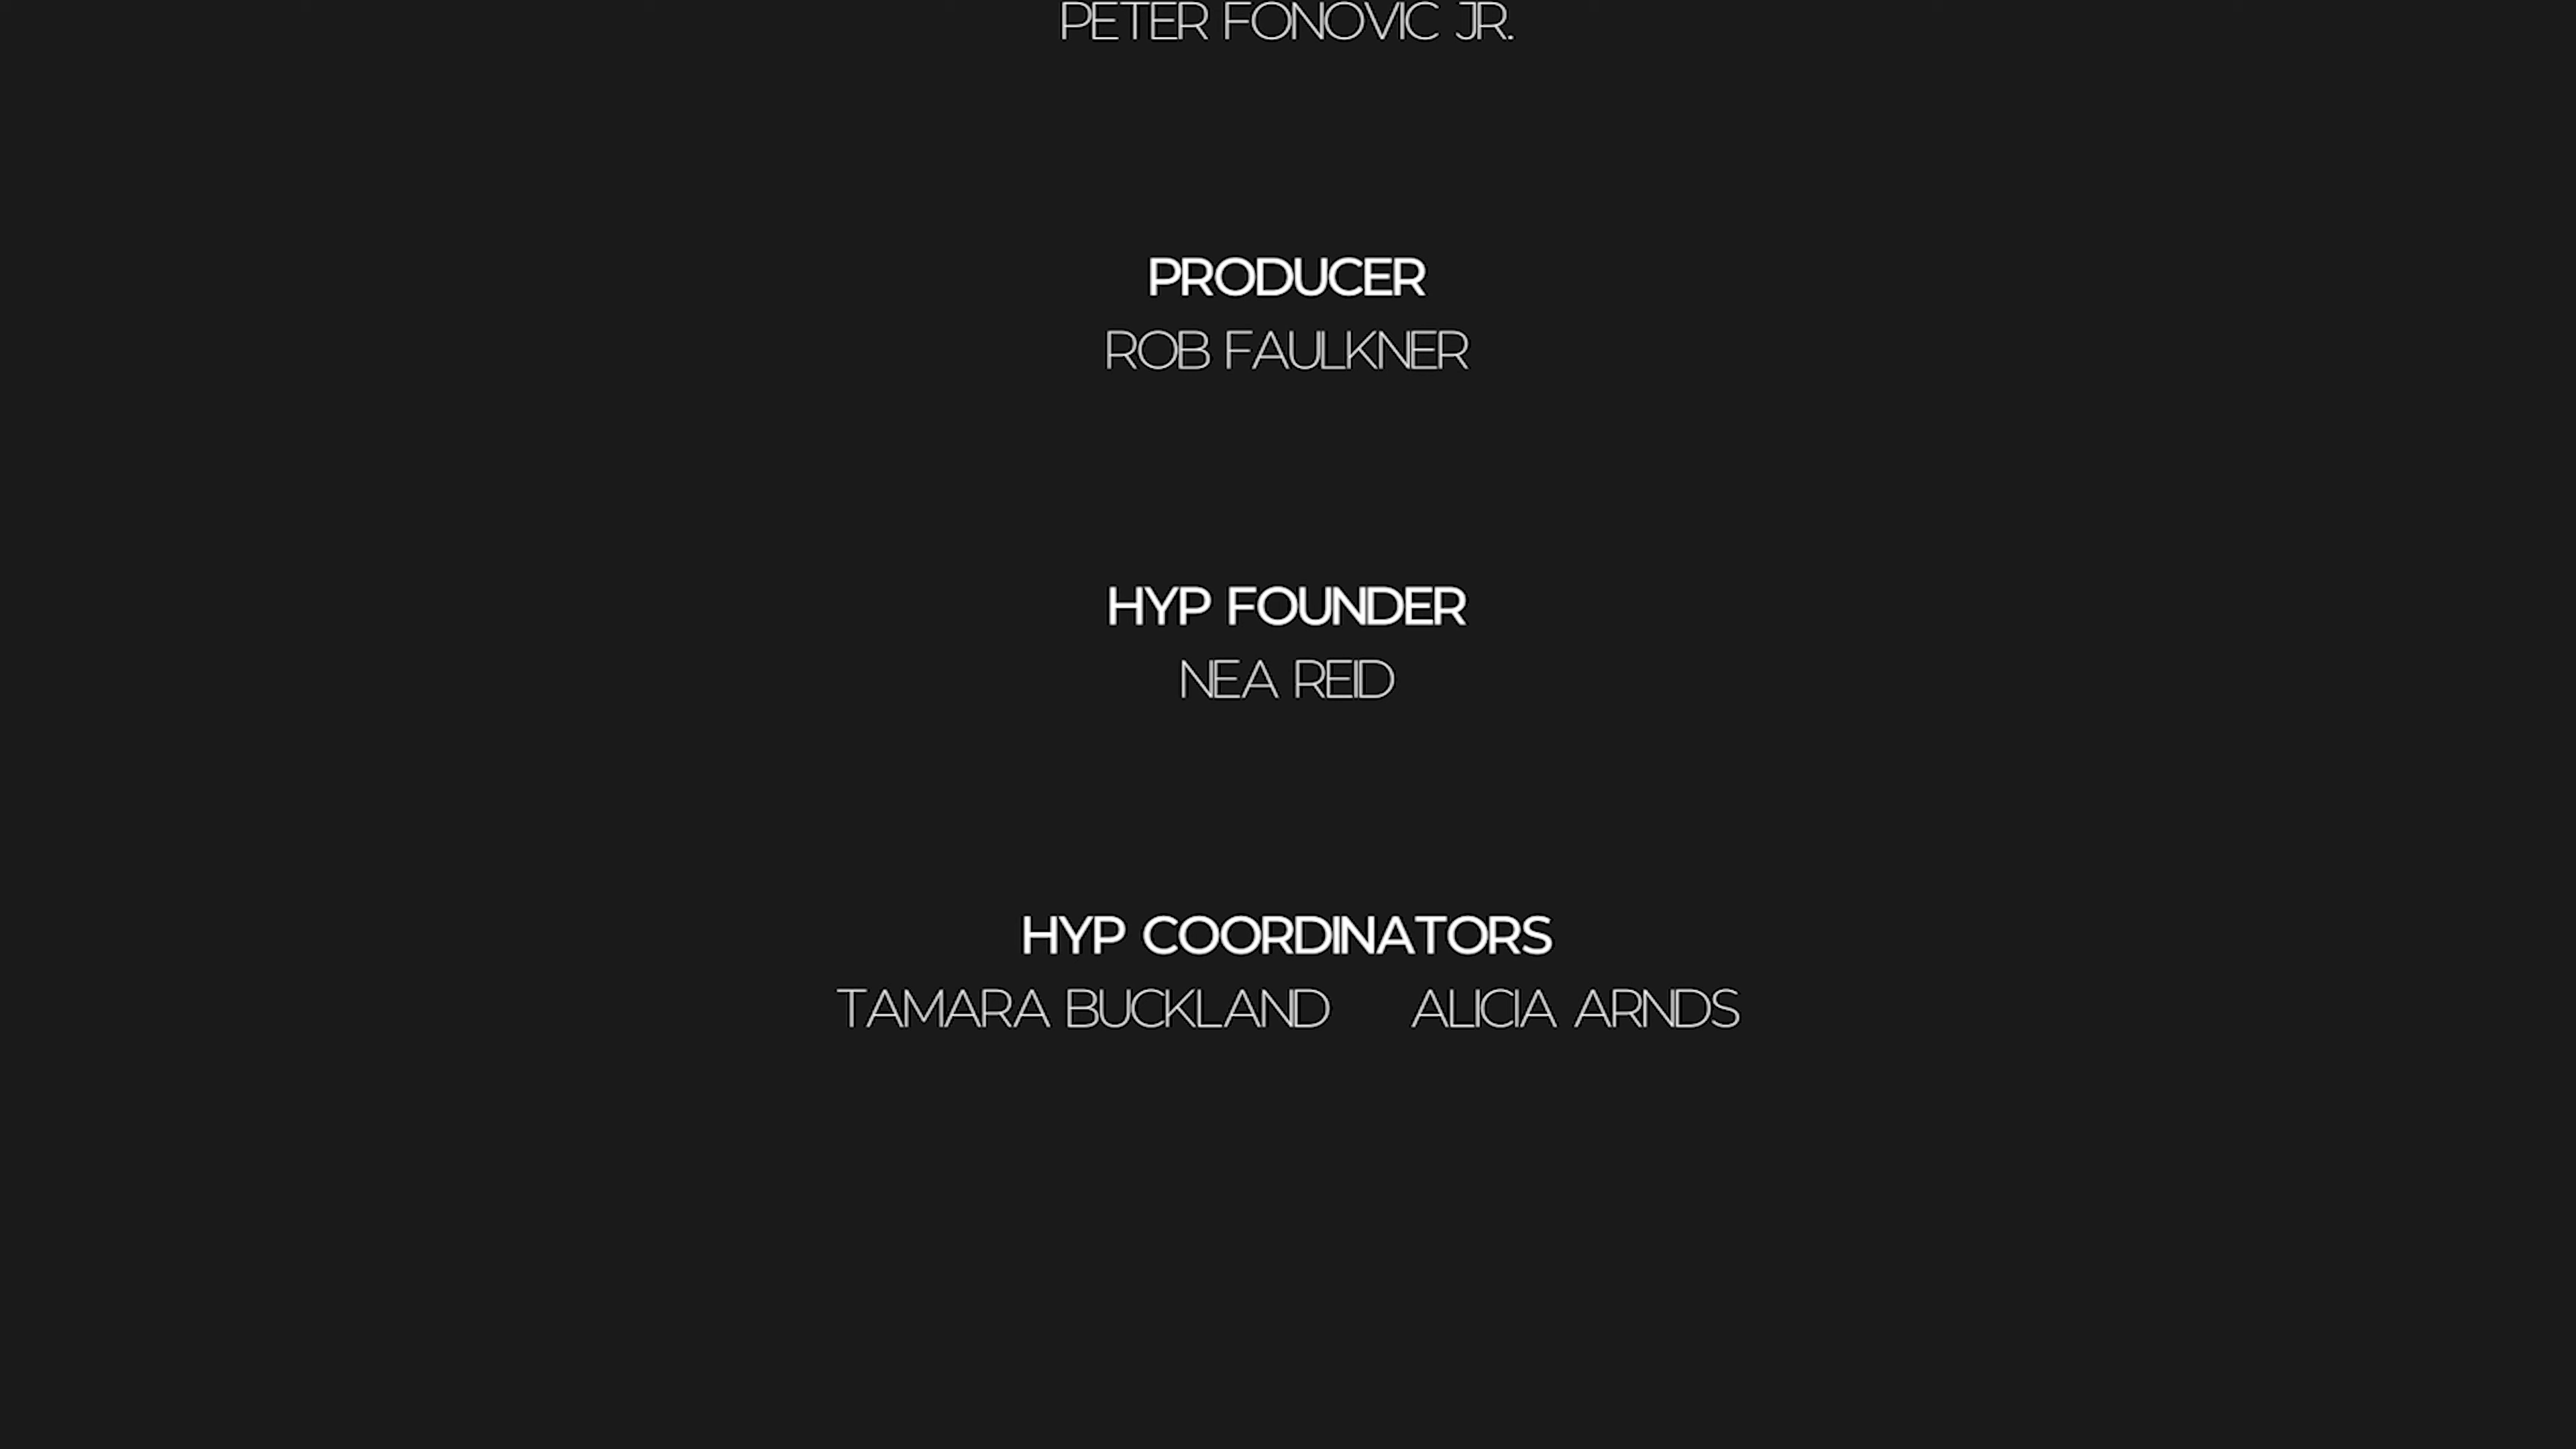 PETER FONOVIC JR.
PRODUCER
ROB FAULKNER
HYP FOUNDER
NEA REID
HYP COORDINATORS
TAMARA BUCKLAND ALICIA ARNDS